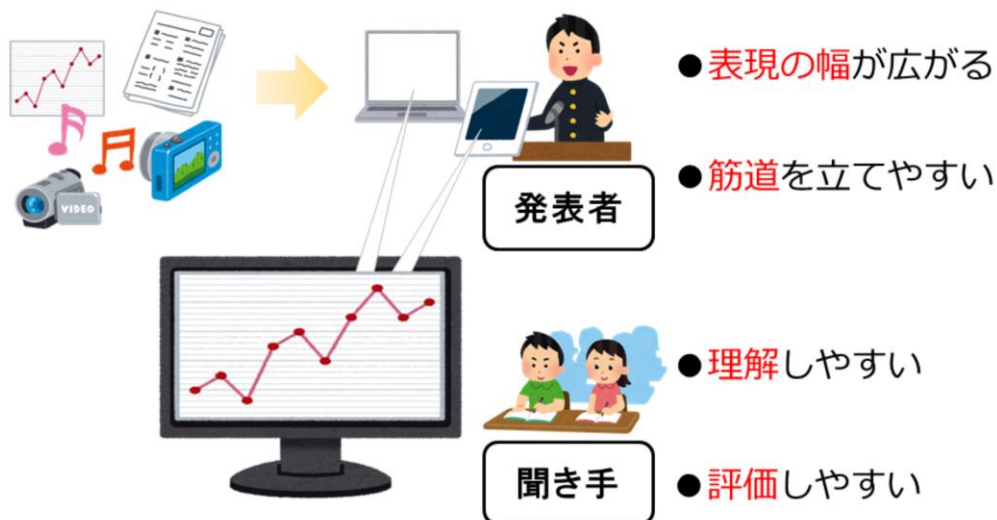 ●表現の幅が広がる
●筋道を立てやすい
発表者
VIDEO
●理解しやすい
聞き手
●評価しやすい